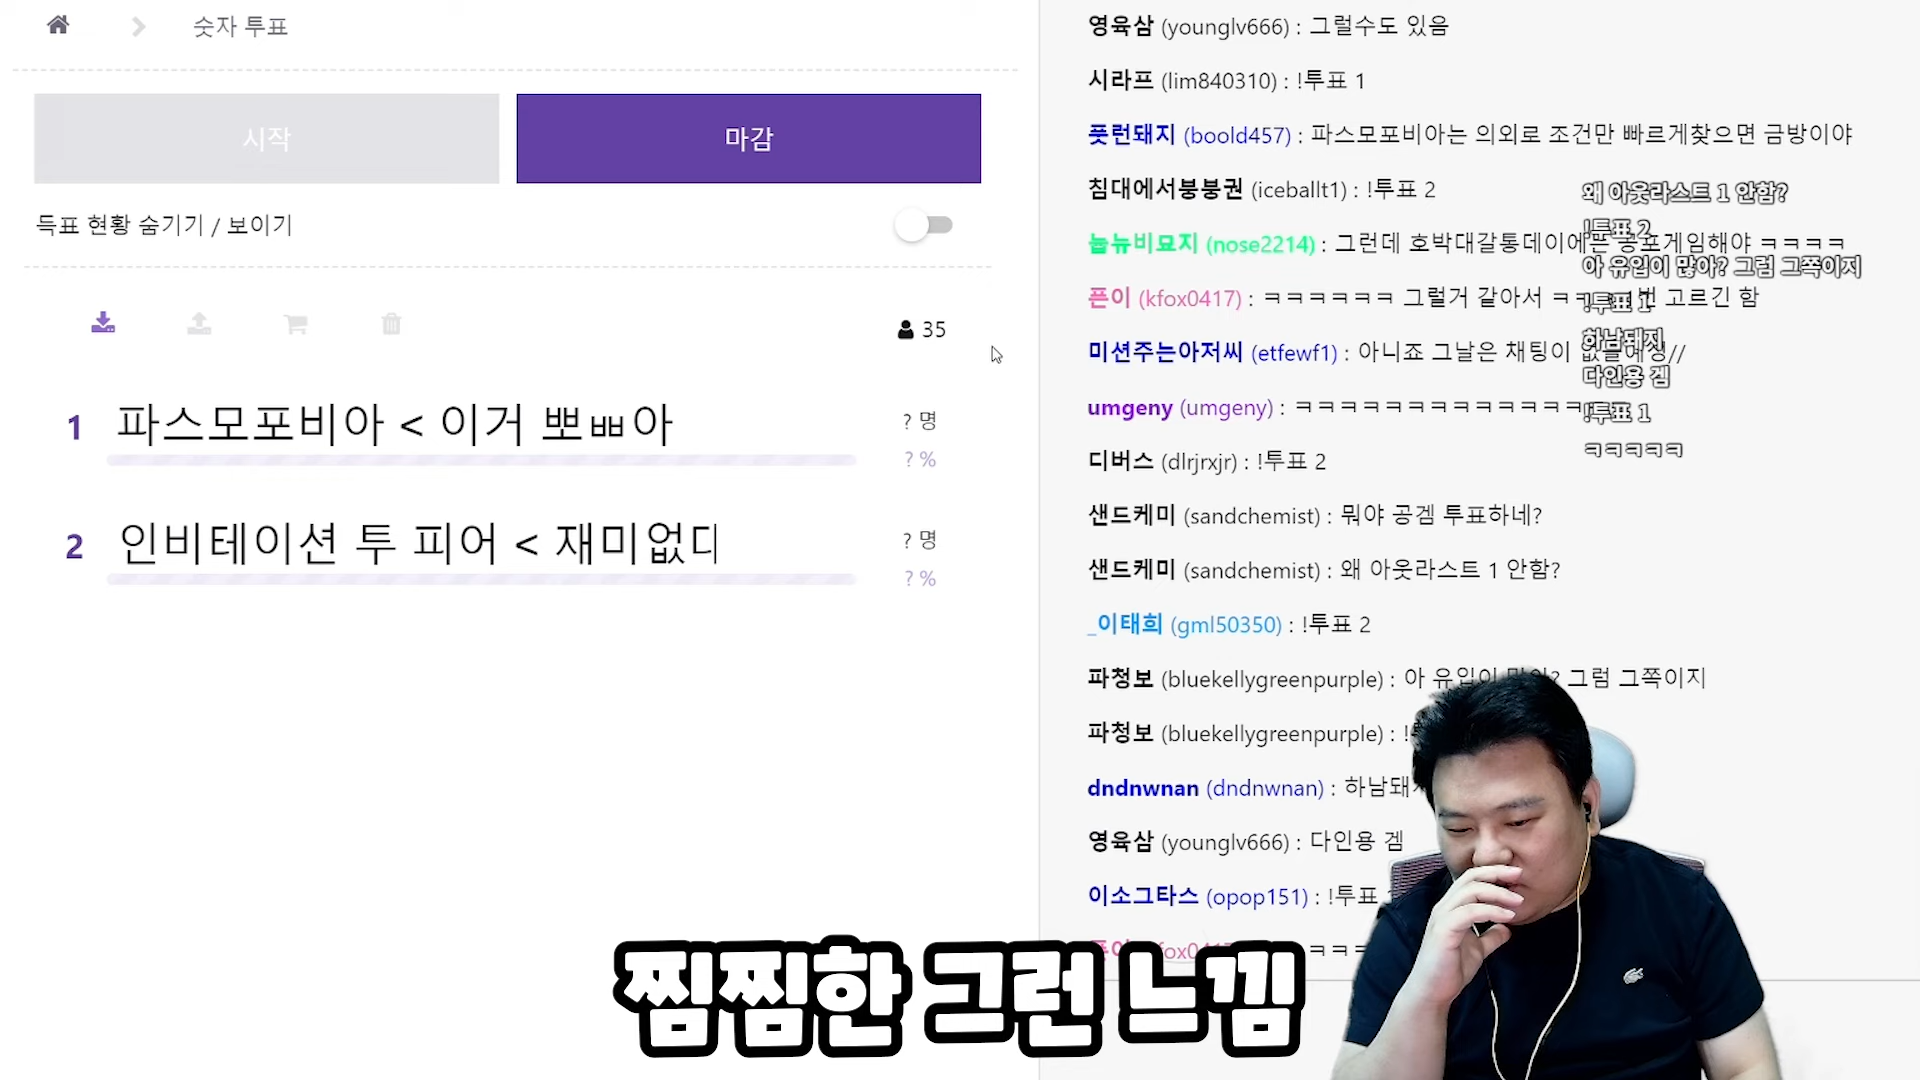 숫자 투표
시작
마감
득표 현황 숨기기 / 보이기
35
1 파스모포비아 < 이거 뽀ㅃ아
? 명
? %
2 인비테이션 투 피어 < 재미없다
? 명
? %
영육삼 (younglv666) : 그럴수도 있음
시라프 (lim840310) : !투표 1
풋런돼지 (boold457) : 파스모포비아는 의외로 조건만 빠르게찾으면 금방이야
침대에서붕붕권 (iceballt1) : !투표 2
눕뉴비묘지 (nose2214) : 그런데 호박대갈통데이에는 공포게임해야 ㅋㅋㅋㅋ
픈이 (kfox0417) : ㅋㅋㅋㅋㅋㅋ 그럴거 같아서 ㅋㅋ 고르긴 함
미션주는아저씨 (etfewf1) : 아니죠 그날은 채팅이 없을예정//
umgeny (umgeny) : ㅋㅋㅋㅋㅋㅋㅋㅋㅋㅋㅋㅋㅋ
디버스 (dlrjrxjr) : !투표 2
샌드케미 (sandchemist) : 뭐야 공겜 투표하네?
샌드케미 (sandchemist) : 왜 아웃라스트 1 안함?
_이태희 (gml50350) : !투표 2
파청보 (bluekellygreenpurple) : 아 유입이 많아? 그럼 그쪽이지
파청보 (bluekellygreenpurple) : !
dndnwnan (dndnwnan) : 하남돼
영육삼 (younglv666) : 다인용 겜
이소그타스 (opop151) : !투표
왜 아웃라스트 1 안함?
!투표 2
아 유입이 많아? 그럼 그쪽이지
!투표 1
하남돼지
다인용 겜
!투표 1
ㅋㅋㅋㅋㅋ
찜찜한 그런 느낌